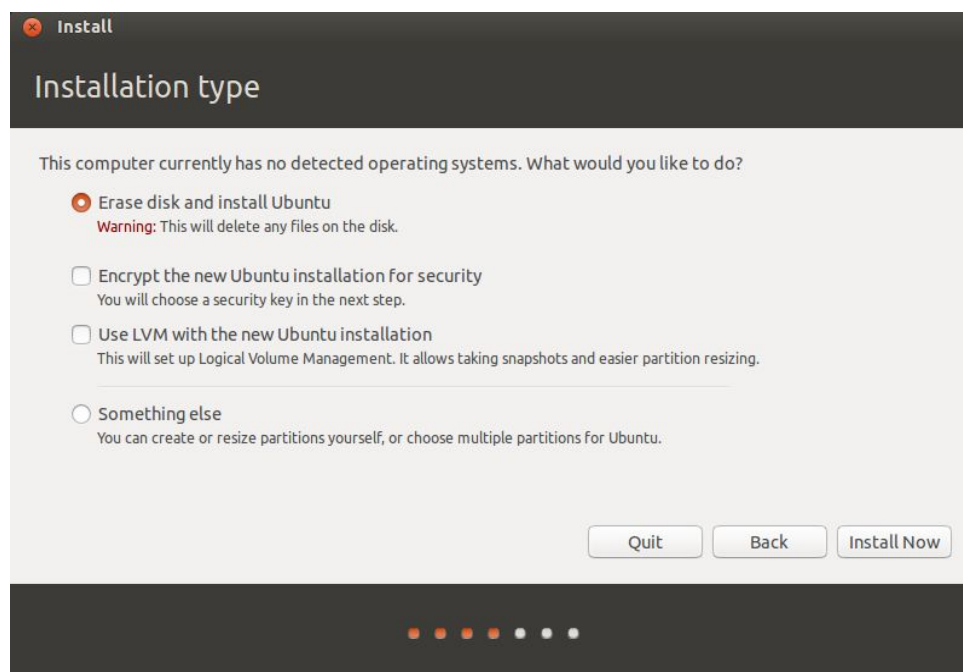 Install
Installation type
This computer currently has no detected operating systems. What would you like to do?
Erase disk and install Ubuntu
Warning: This will delete any files on the disk.
Encrypt the new Ubuntu installation for security
You will choose a security key in the next step.
Use LVM with the new Ubuntu installation
This will set up Logical Volume Management. It allows taking snapshots and easier partition resizing.
Something else
You can create or resize partitions yourself, or choose multiple partitions for Ubuntu.
Quit Back Install Now